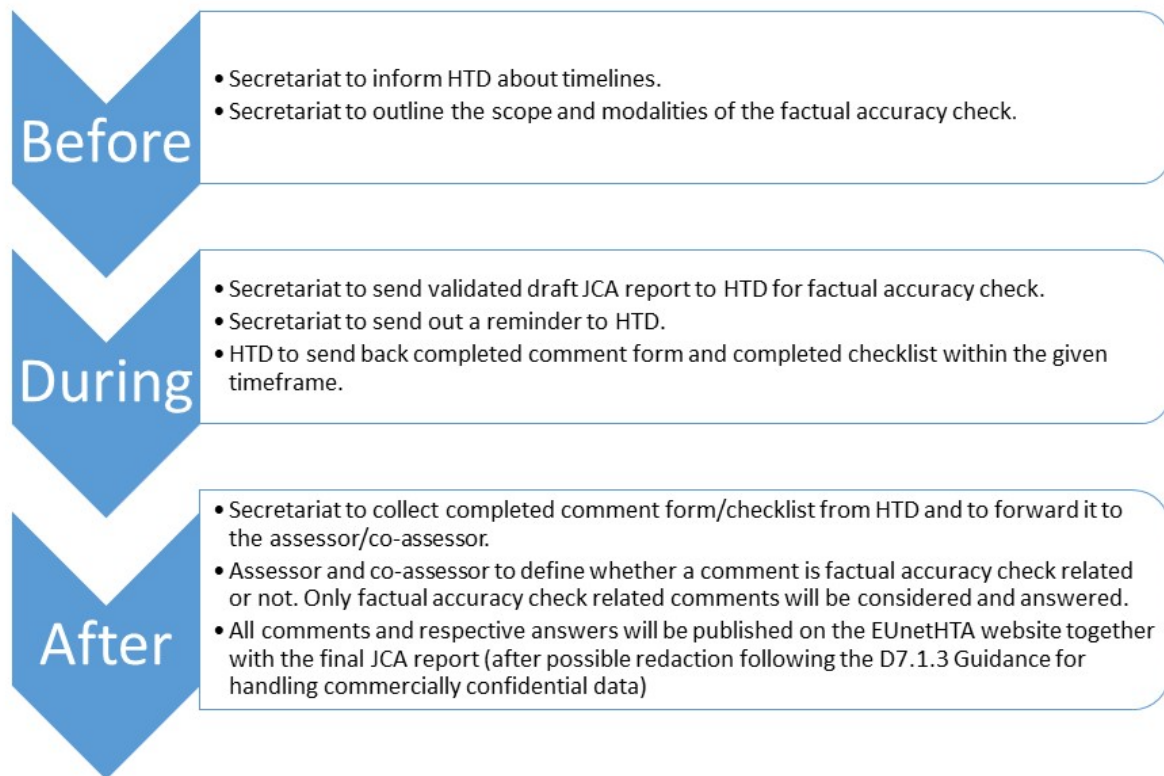 Before
• Secretariat to inform HTD about timelines.
• Secretariat to outline the scope and modalities of the factual accuracy check.
During
• Secretariat to send validated draft JCA report to HTD for factual accuracy check.
• Secretariat to send out a reminder to HTD.
• HTD to send back completed comment form and completed checklist within the given
timeframe.
After
• Secretariat to collect completed comment form/checklist from HTD and to forward it to
the assessor/co-assessor.
• Assessor and co-assessor to define whether a comment is factual accuracy check related
or not. Only factual accuracy check related comments will be considered and answered.
• All comments and respective answers will be published on the EUnetHTA website together
with the final JCA report (after possible redaction following the D7.1.3 Guidance for
handling commercially confidential data)